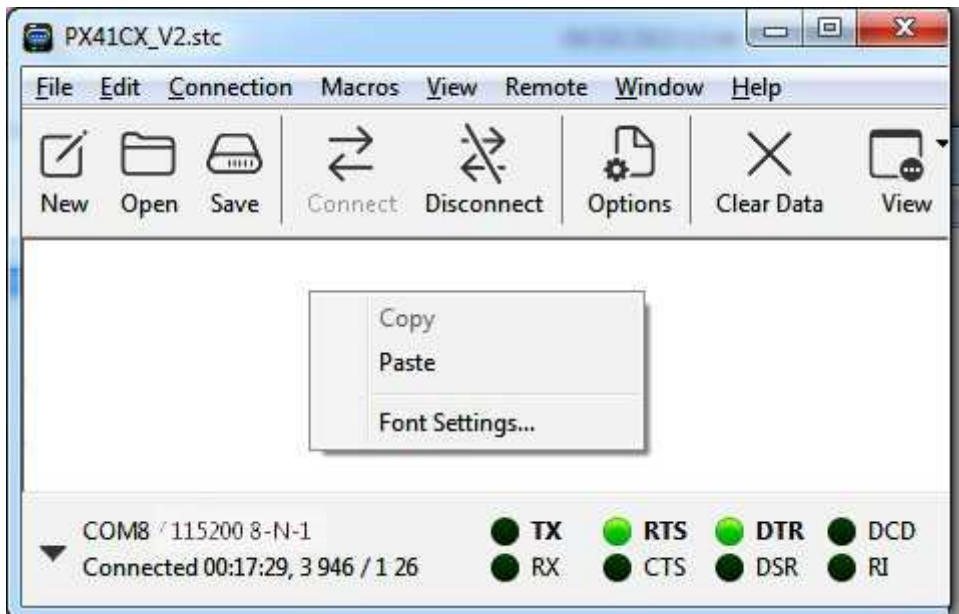 PX41CX_V2.stc
File Edit Connection Macros View Remote Window Help
New Open Save Connect Disconnect Options Clear Data View
Copy
Paste
Font Settings...
COM8 / 115200 8-N-1
Connected 00:17:29, 3 946 / 1 26
TX RTS DTR DCD
RX CTS DSR RI